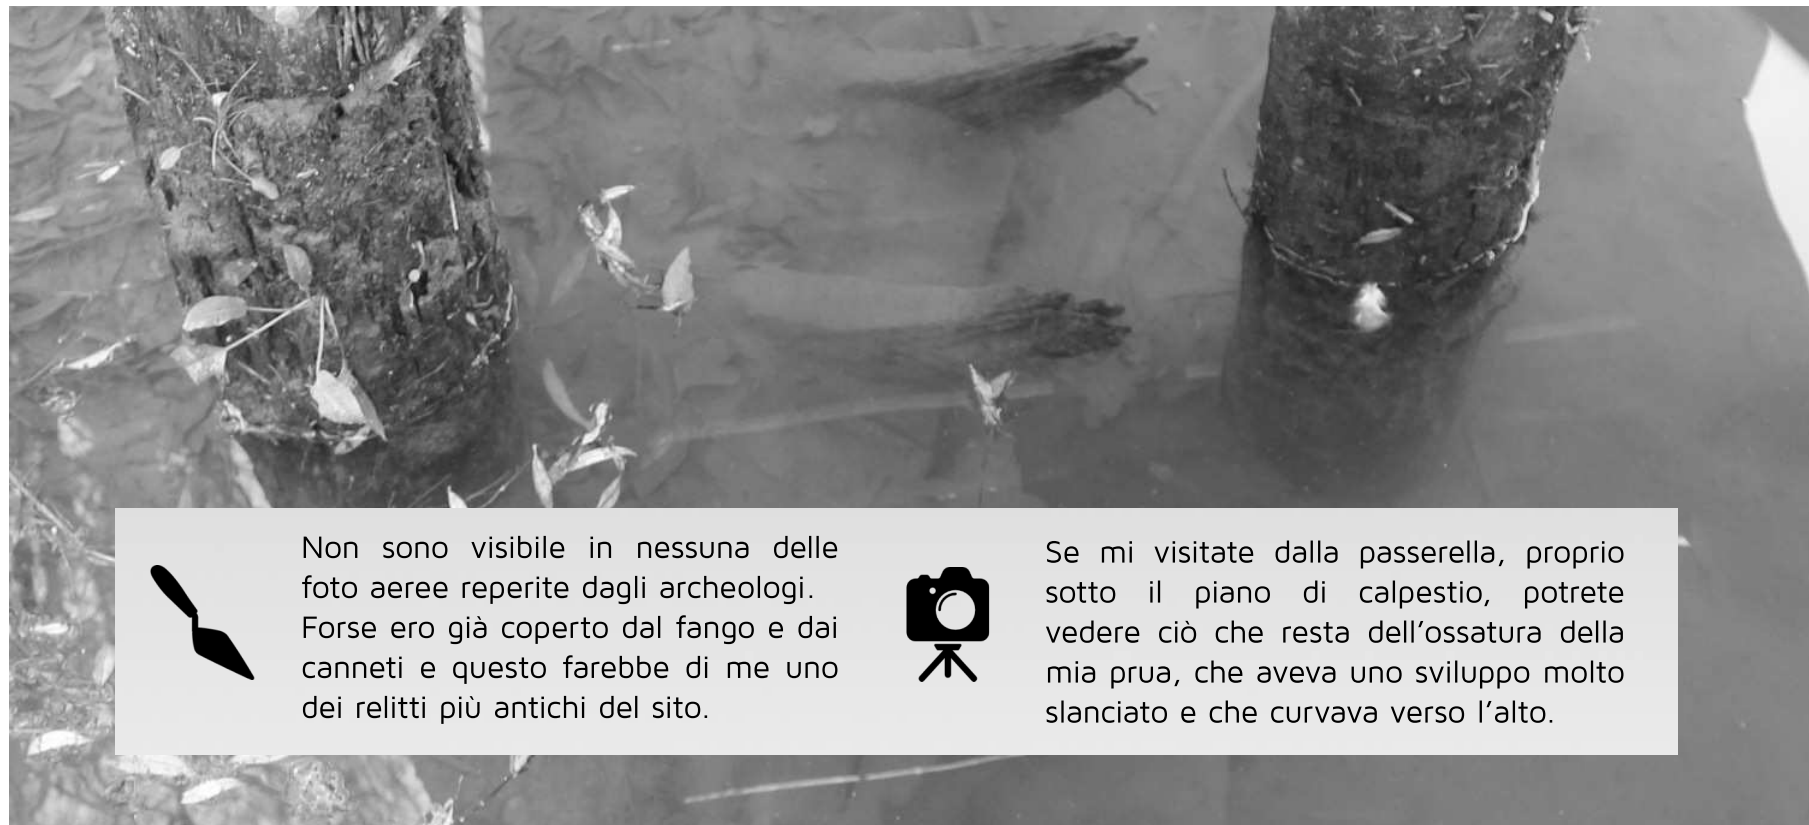 Non sono visibile in nessuna delle
foto aeree reperite dagli archeologi.
Forse ero già coperto dal fango e dai
canneti e questo farebbe di me uno
dei relitti più antichi del sito.
Se mi visitate dalla passerella, proprio
sotto il piano di calpestio, potrete
vedere ciò che resta dell'ossatura della
mia prua, che aveva uno sviluppo molto
slanciato e che curvava verso l'alto.